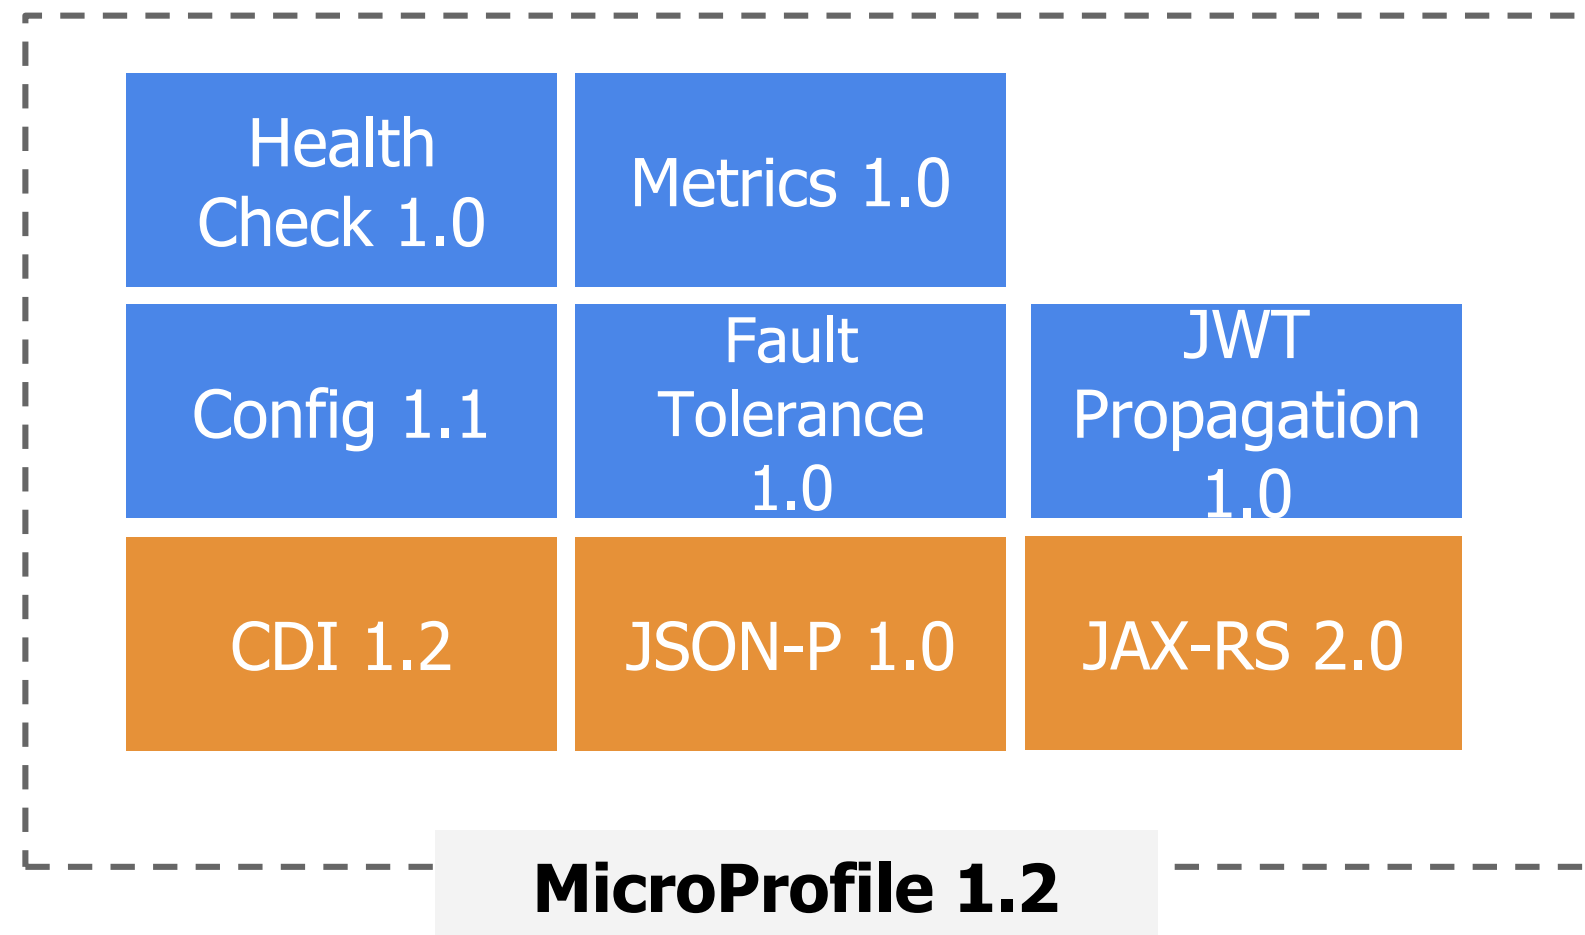 Health
Check 1.0
Metrics 1.0
Config 1.1
Fault
Tolerance
1.0
JWT
Propagation
1.0
CDI 1.2
JSON-P 1.0
JAX-RS 2.0
MicroProfile 1.2